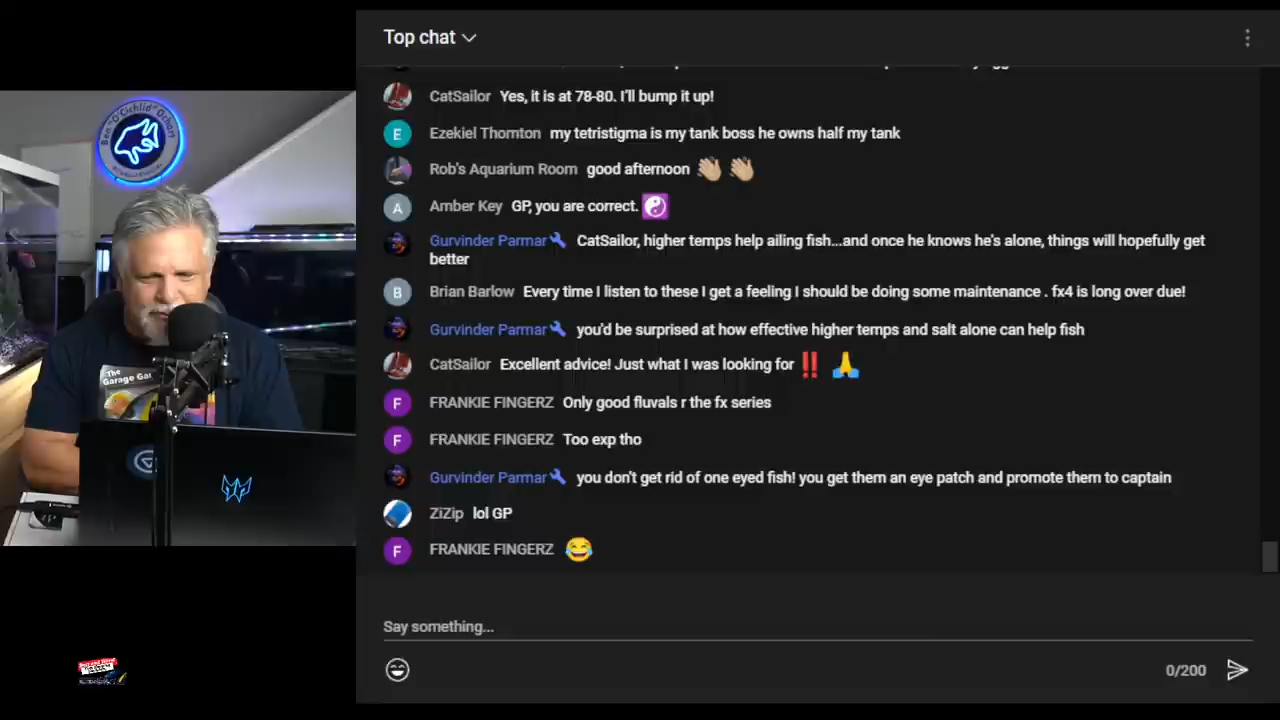 Top chat
CatSailor Yes, it is at 78-80. I'll bump it up!
E Ezekiel Thornton my tetristigma is my tank boss he owns half my tank
Rob's Aquarium Room good afternoon 👋🏼 👋🏼
A Amber Key GP, you are correct. ☯️
Gurvinder Parmar CatSailor, higher temps help ailing fish...and once he knows he's alone, things will hopefully get
better
B Brian Barlow Every time I listen to these I get a feeling I should be doing some maintenance . fx4 is long over due!
Gurvinder Parmar you'd be surprised at how effective higher temps and salt alone can help fish
CatSailor Excellent advice! Just what I was looking for ‼️ 🙏
F FRANKIE FINGERZ Only good fluvals r the fx series
F FRANKIE FINGERZ Too exp tho
Gurvinder Parmar you don't get rid of one eyed fish! you get them an eye patch and promote them to captain
ZiZip lol GP
F FRANKIE FINGERZ 😂
Say something...
0/200
Ben "O'Cichlid" Ochart
The
Garage Ga